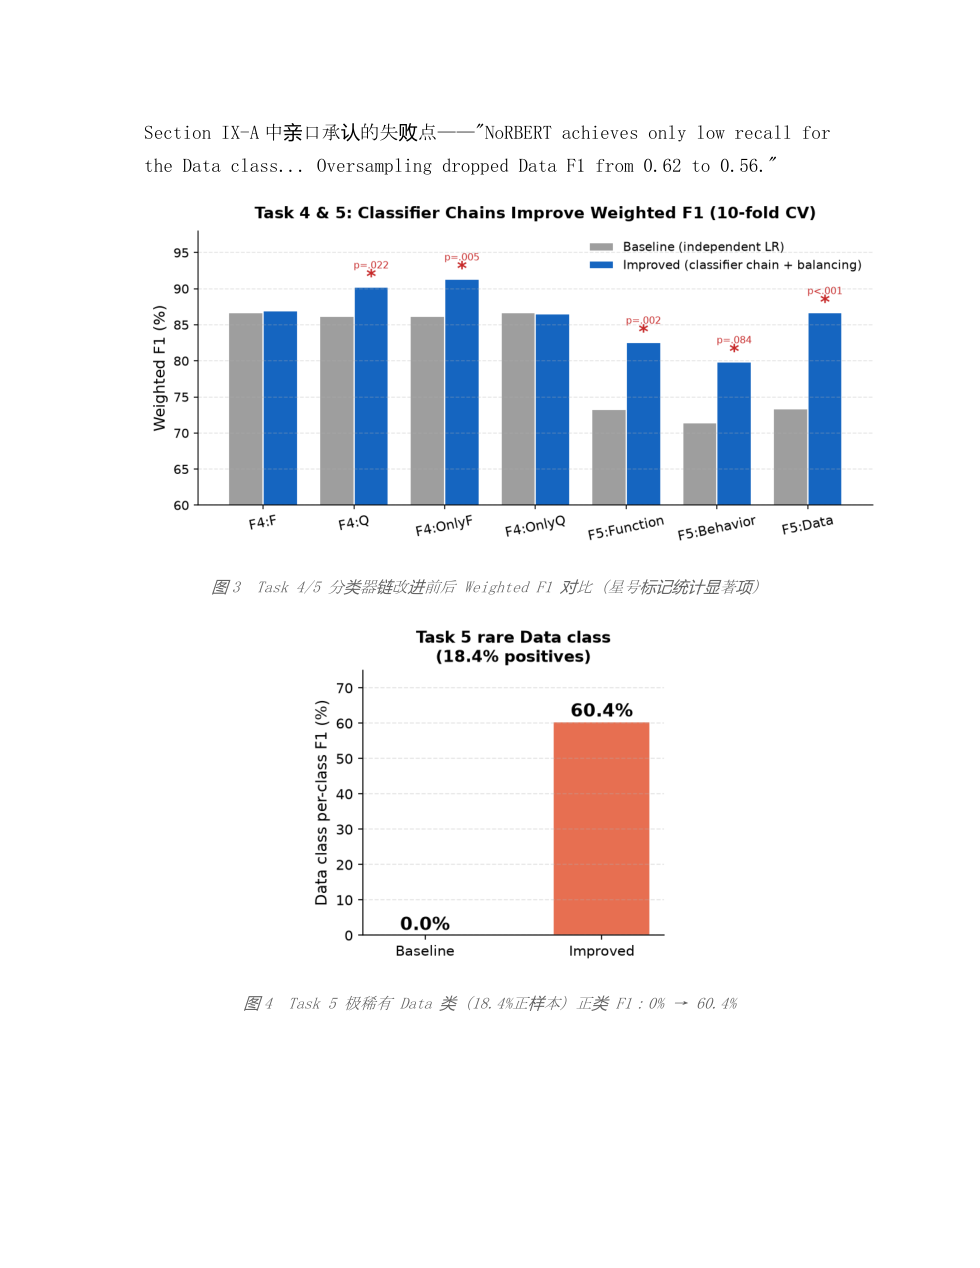 Section IX-A 中亲口承认的失败点——"NoRBERT achieves only low recall for
the Data class... Oversampling dropped Data F1 from 0.62 to 0.56."
Task 4 & 5: Classifier Chains Improve Weighted F1 (10-fold CV)
Baseline (independent LR)
Improved (classifier chain + balancing)
Weighted F1 (%)
95
90
85
80
75
70
65
60
p=.022
*
p=.005
*
p=.002
*
p=.084
*
p<.001
*
F4:F
F4:Q
F4:OnlyF
F4:OnlyQ
F5:Function
F5:Behavior
F5:Data
图 3 Task 4/5 分类器链改进前后 Weighted F1 对比（星号标记统计显著项）
Task 5 rare Data class
(18.4% positives)
Data class per-class F1 (%)
70
60
50
40
30
20
10
0
0.0%
60.4%
Baseline
Improved
图 4 Task 5 极稀有 Data 类（18.4%正样本）正类 F1：0% → 60.4%